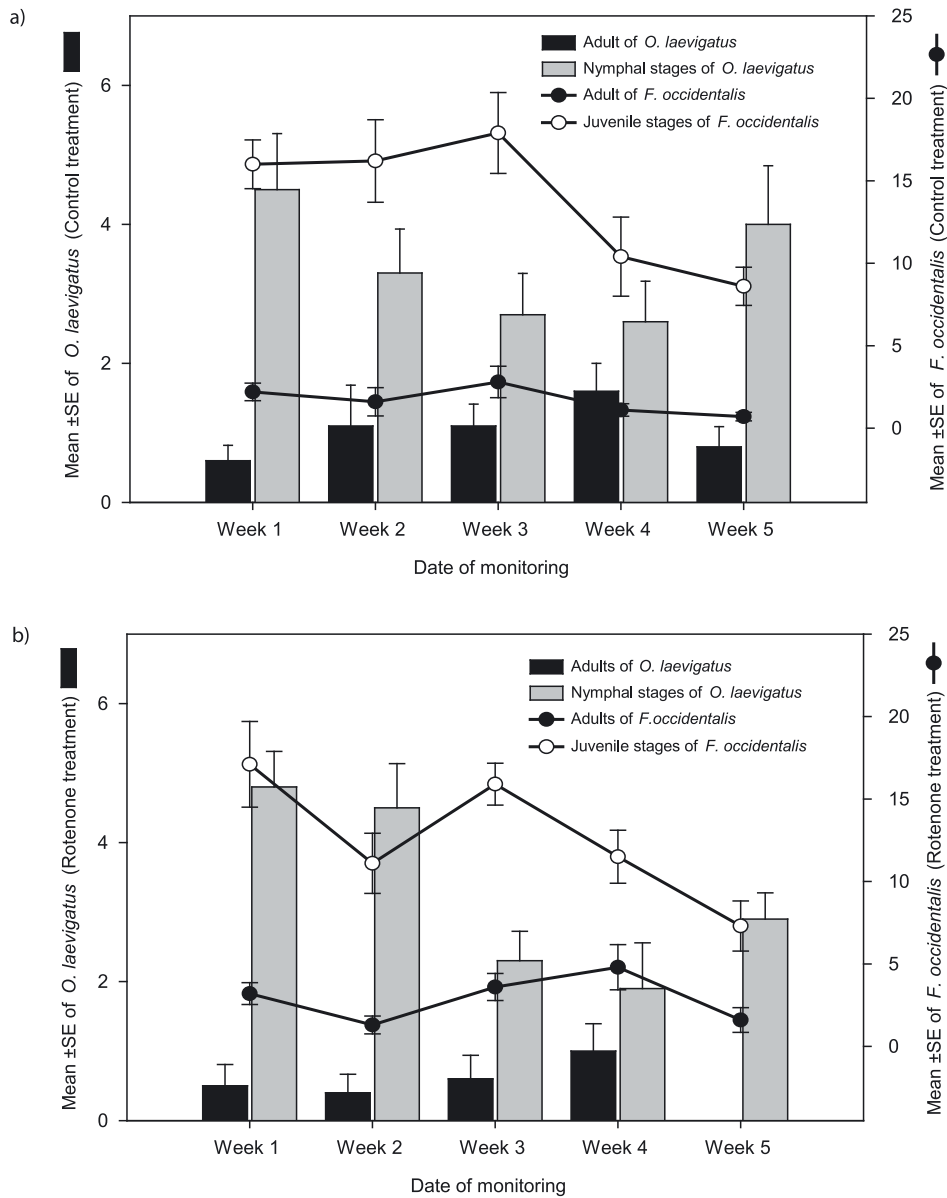 a)
Mean ±SE of O. laevigatus (Control treatment)
6
4
2
0
Adult of O. laevigatus
Nymphal stages of O. laevigatus
Adult of F. occidentalis
Juvenile stages of F. occidentalis
25
20
15
10
5
0
Mean ±SE of F. occidentalis (Control treatment)
Week 1 Week 2 Week 3 Week 4 Week 5
Date of monitoring
b)
Mean ±SE of O. laevigatus (Rotenone treatment)
6
4
2
0
Adults of O. laevigatus
Nymphal stages of O. laevigatus
Adults of F.occidentalis
Juvenile stages of F. occidentalis
25
20
15
10
5
0
Mean ±SE of F. occidentalis (Rotenone treatment)
Week 1 Week 2 Week 3 Week 4 Week 5
Date of monitoring